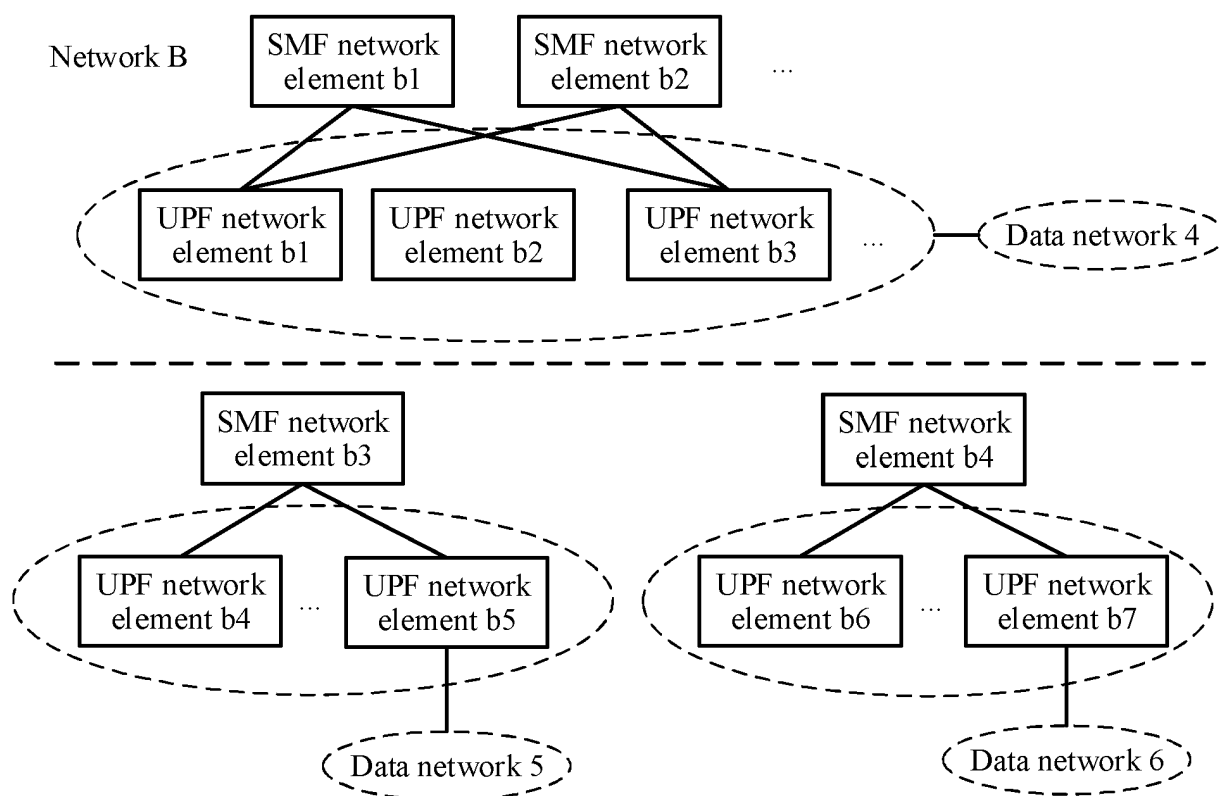 Network B
SMF network
element b1
SMF network
element b2
...
UPF network
element b1
UPF network
element b2
UPF network
element b3
...
Data network 4
SMF network
element b3
SMF network
element b4
UPF network
element b4
...
UPF network
element b5
UPF network
element b6
...
UPF network
element b7
Data network 5
Data network 6